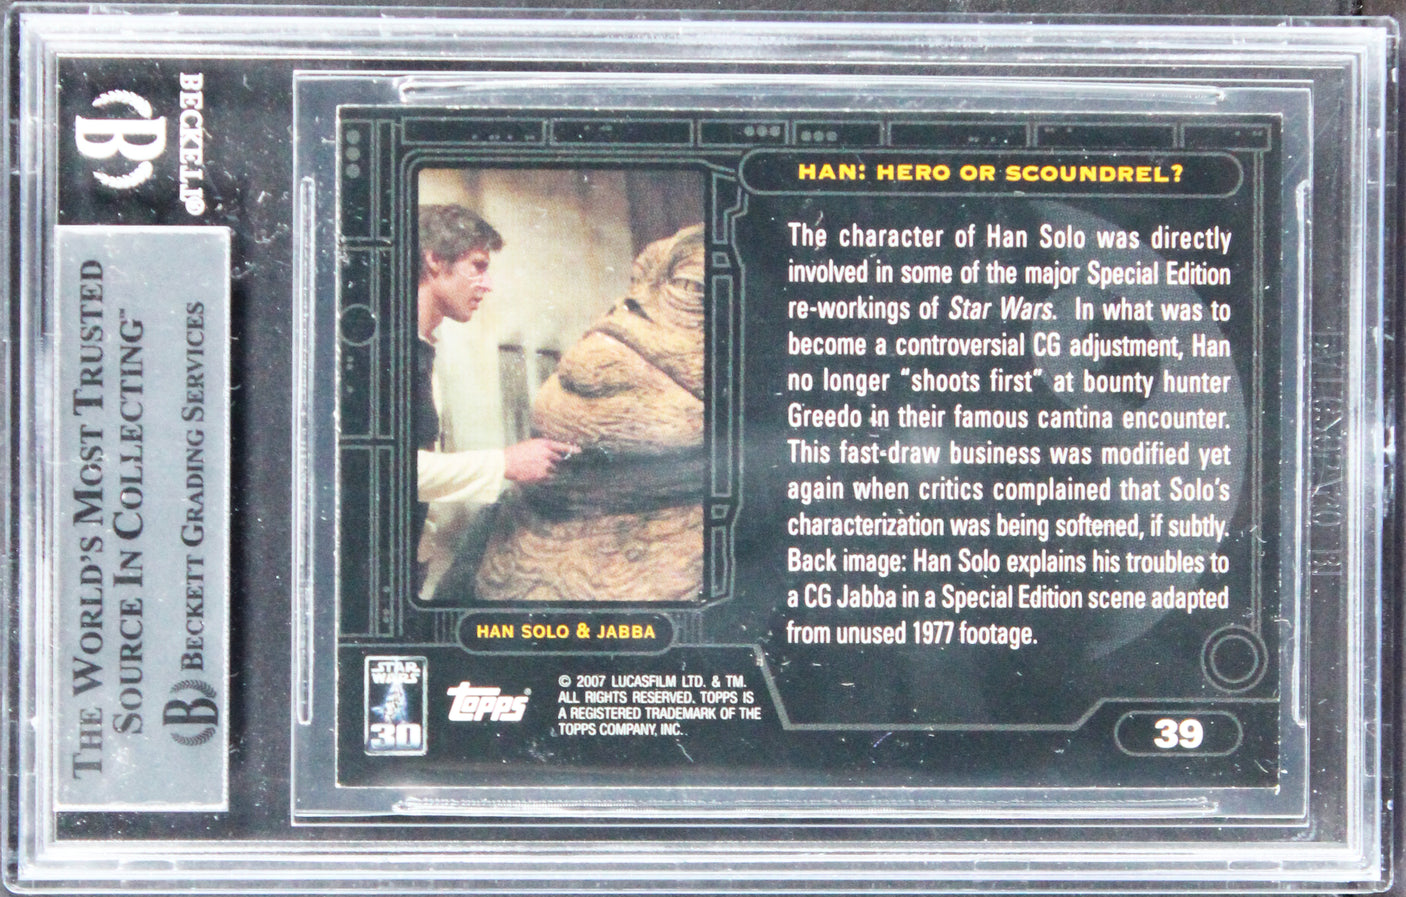 BECKETT®
B
THE WORLD'S MOST TRUSTED
SOURCE IN COLLECTING™
BECKETT GRADING SERVICES
B
HAN: HERO OR SCOUNDREL?
The character of Han Solo was directly
involved in some of the major Special Edition
re-workings of Star Wars. In what was to
become a controversial CG adjustment, Han
no longer “shoots first” at bounty hunter
Greedo in their famous cantina encounter.
This fast-draw business was modified yet
again when critics complained that Solo's
characterization was being softened, if subtly.
Back image: Han Solo explains his troubles to
a CG Jabba in a Special Edition scene adapted
from unused 1977 footage.
HAN SOLO & JABBA
STAR
WARS
30
Topps®
© 2007 LUCASFILM LTD. & TM.
ALL RIGHTS RESERVED. TOPPS IS
A REGISTERED TRADEMARK OF THE
TOPPS COMPANY, INC.
39